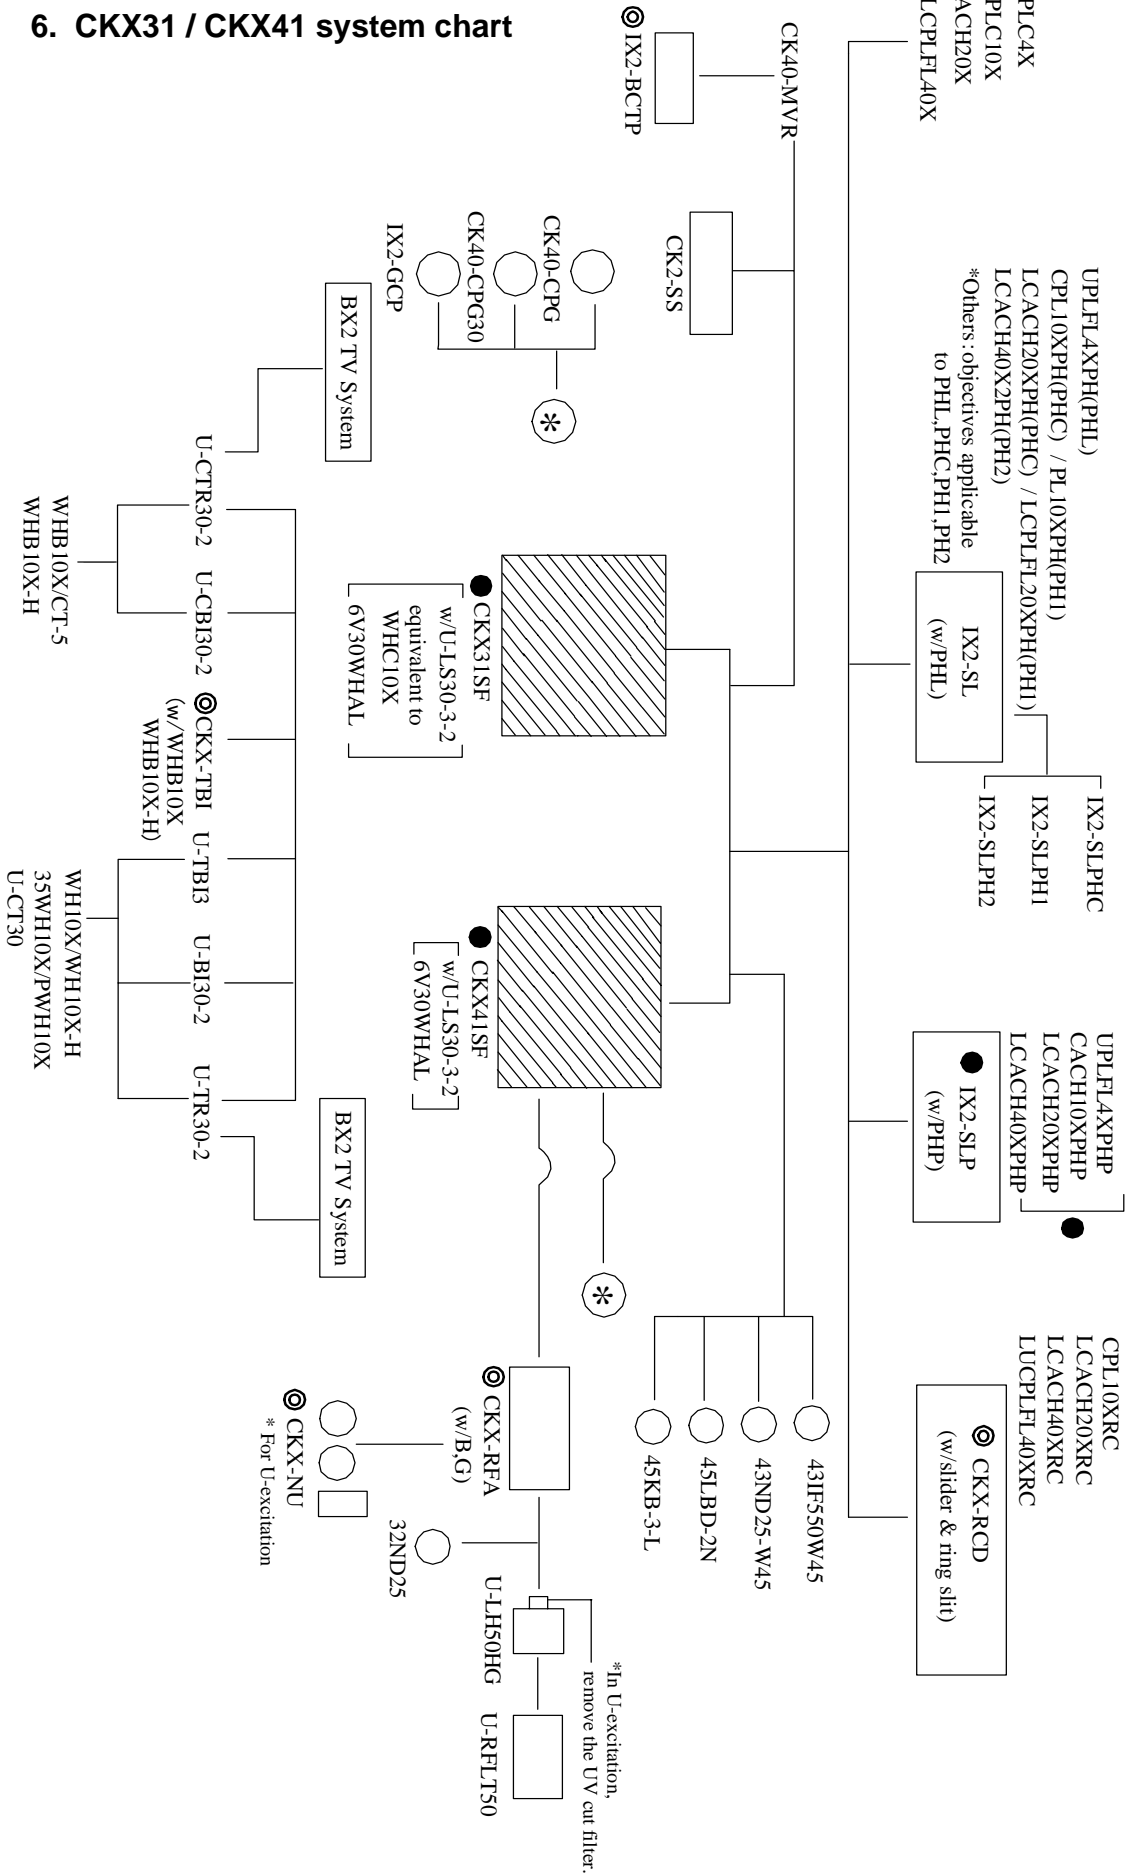 6. CKX31 / CKX41 system chart
PLC4X
PLC10X
ACH20X
LCPLFL40X
UPLFL4XPH(PHL)
CPL10XPH(PHC) / PL10XPH(PH1)
LCACH20XPH(PHC) / LCPLFL20XPH(PH1)
LCACH40X2PH(PH2)
*Others : objectives applicable
to PHL,PHC,PH1,PH2
IX2-SL
(w/PHL)
IX2-SLPHC
IX2-SLPH1
IX2-SLPH2
UPLFL4XPHP
CACH10XPHP
LCACH20XPHP
LCACH40XPHP
●
● IX2-SLP
(w/PHP)
CPL10XRC
LCACH20XRC
LCACH40XRC
LUCPLFL40XRC
◎ CKX-RCD
(w/slider & ring slit)
CK40-MVR
◎ IX2-BCTP
CK2-SS
CK40-CPG
CK40-CPG30
IX2-GCP
*
● CKX31SF
w/U-LS30-3-2
equivalent to
WHC10X
6V30WHAL
● CKX41SF
w/U-LS30-3-2
6V30WHAL
*
43IF550W45
43ND25-W45
45LBD-2N
45KB-3-L
◎ CKX-RFA
(w/B,G)
◎ CKX-NU
* For U-excitation
32ND25
U-LH50HG
U-RFLT50
*In U-excitation,
remove the UV cut filter.
BX2 TV System
U-CTR30-2
U-CBI30-2
◎CKX-TBI
(w/WHB10X
WHB10X-H)
U-TBI3
U-BI30-2
U-TR30-2
BX2 TV System
WHB10X/CT-5
WHB10X-H
WH10X/WH10X-H
35WH10X/PWH10X
U-CT30